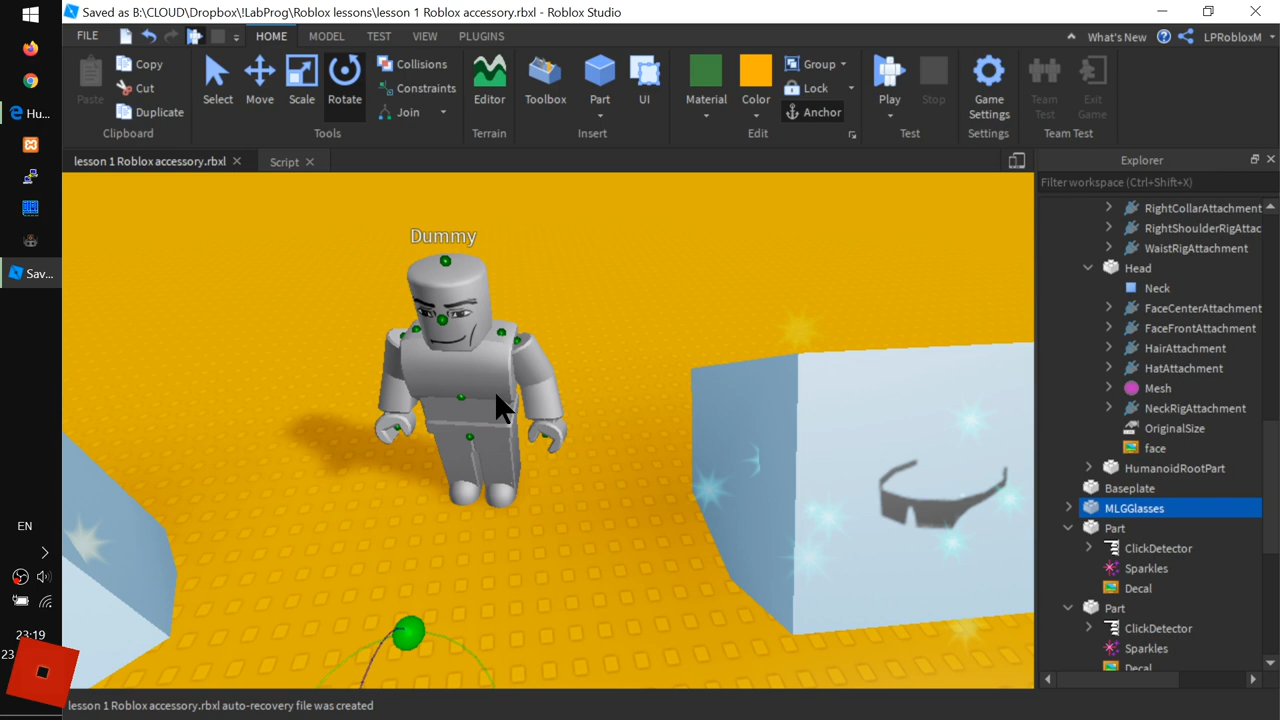 Saved as B:\CLOUD\Dropbox\!LabProg\Roblox lessons\lesson 1 Roblox accessory.rbxl - Roblox Studio
FILE HOME MODEL TEST VIEW PLUGINS What's New LPRobloxM
Paste Copy Cut Duplicate Select Move Scale Rotate Collisions Constraints Join Editor Toolbox Part UI Material Color Group Lock Anchor Play Stop Game Settings Team Test Exit Game
Clipboard Tools Terrain Insert Edit Test Settings Team Test
lesson 1 Roblox accessory.rbxl Script Explorer
Filter workspace (Ctrl+Shift+X)
RightCollarAttachment
RightShoulderRigAttac
WaistRigAttachment
Head
Neck
FaceCenterAttachment
FaceFrontAttachment
HairAttachment
HatAttachment
Mesh
NeckRigAttachment
OriginalSize
face
HumanoidRootPart
Baseplate
MLGGlasses
Part
ClickDetector
Sparkles
Decal
Part
ClickDetector
Sparkles
Decal
Dummy
Hu...
Sav...
EN
23:19
23
lesson 1 Roblox accessory.rbxl auto-recovery file was created